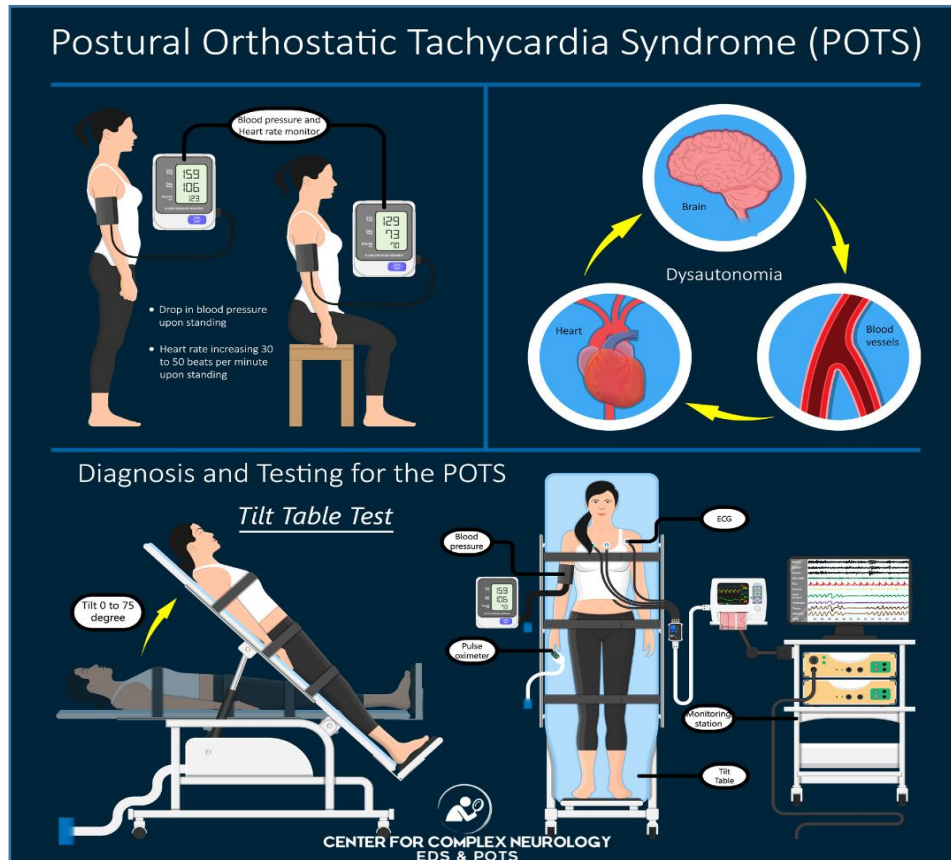 Postural Orthostatic Tachycardia Syndrome (POTS)
Blood pressure and
Heart rate monitor
159
106
123
129
73
70
• Drop in blood pressure
upon standing
• Heart rate increasing 30
to 50 beats per minute
upon standing
Brain
Dysautonomia
Heart
Blood
vessels
Diagnosis and Testing for the POTS
Tilt Table Test
Tilt 0 to 75
degree
Blood
pressure
ECG
159
106
70
Pulse
oximeter
Monitoring
station
Tilt
Table
CENTER FOR COMPLEX NEUROLOGY
EDS & POTS